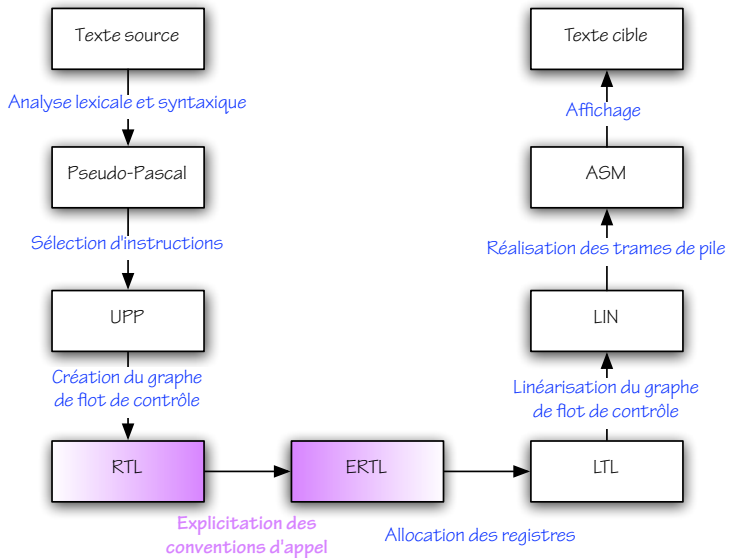 Texte source
Analyse lexicale et syntaxique
Pseudo-Pascal
Sélection d'instructions
UPP
Création du graphe
de flot de contrôle
RTL
Explicitation des
conventions d'appel
ERTL
Allocation des registres
LTL
Linéarisation du graphe
de flot de contrôle
LIN
Réalisation des trames de pile
ASM
Affichage
Texte cible